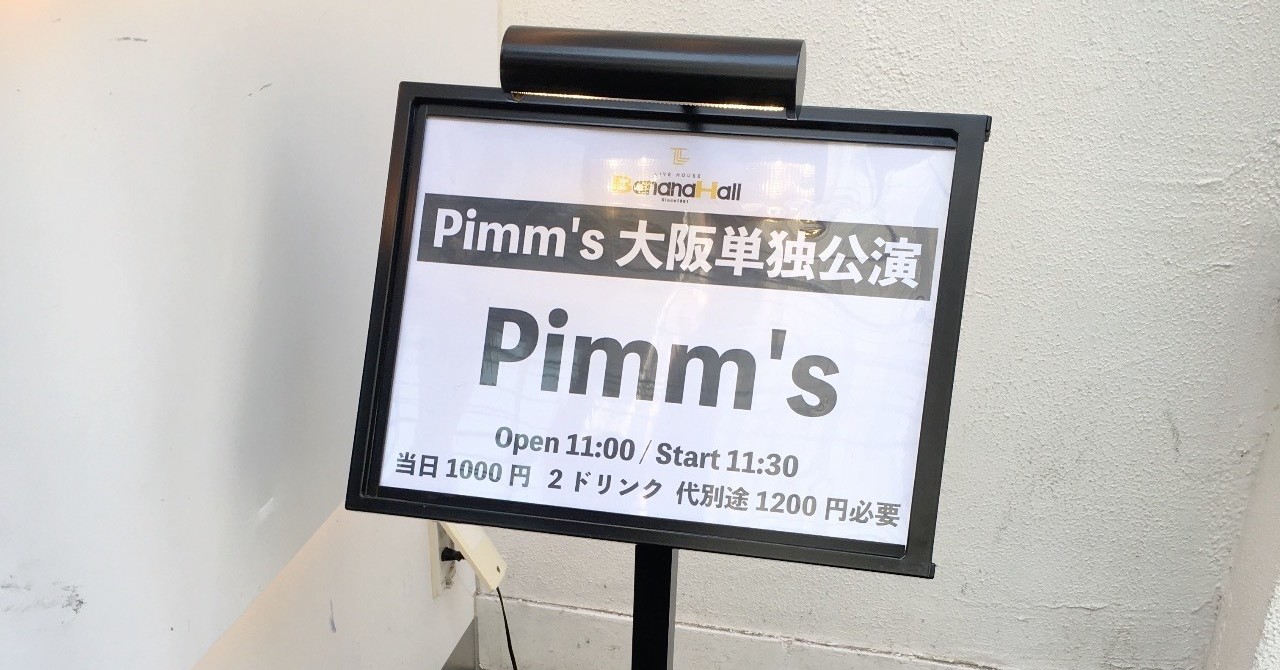 LIVE HOUSE
BananaHall
Since1981
Pimm's 大阪単独公演
Pimm's
Open 11:00 / Start 11:30
当日 1000 円 2 ドリンク 代別途 1200 円必要